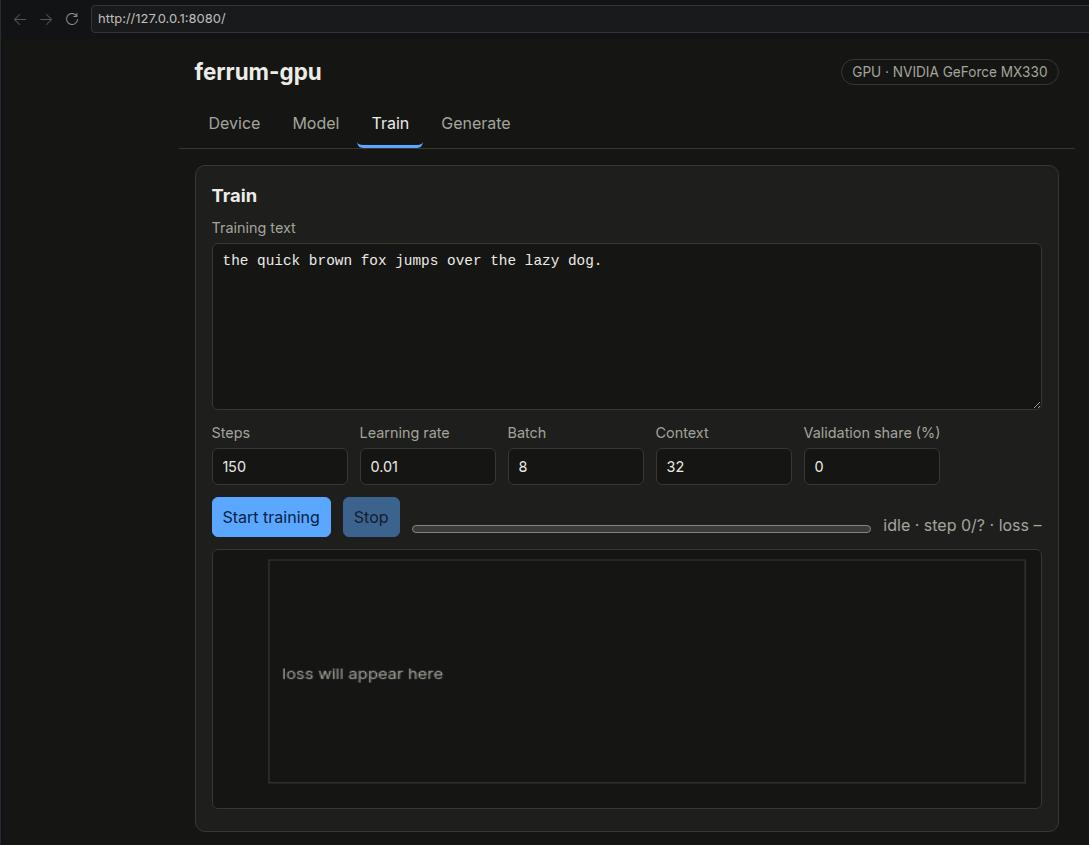 http://127.0.0.1:8080/
ferrum-gpu
GPU · NVIDIA GeForce MX330
Device Model Train Generate
Train
Training text
the quick brown fox jumps over the lazy dog.
Steps Learning rate Batch Context Validation share (%)
150 0.01 8 32 0
Start training Stop idle · step 0/? · loss –
loss will appear here